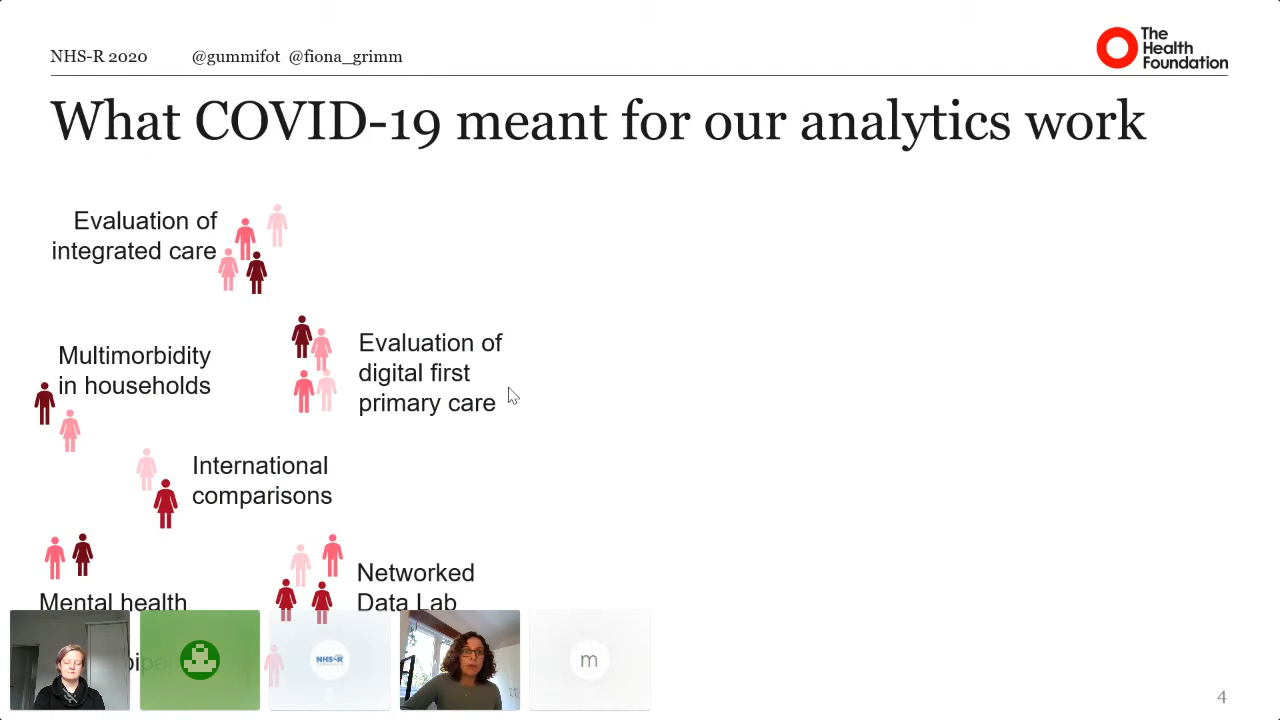 NHS-R 2020 @gummifot @fiona_grimm
The
Health
Foundation
What COVID-19 meant for our analytics work
Evaluation of
integrated care
Evaluation of
digital first
primary care
Multimorbidity
in households
International
comparisons
Networked
Data Lab
Mental health
NHS-R
m
4